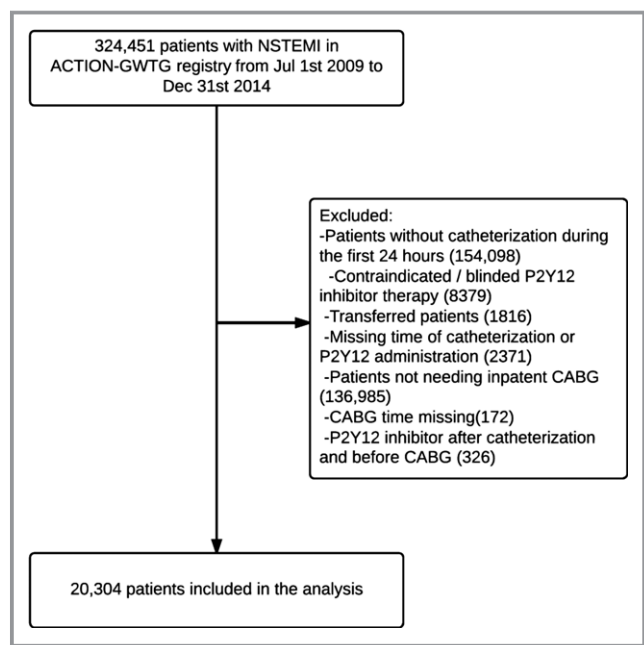 324,451 patients with NSTEMI in
ACTION-GWTG registry from Jul 1st 2009 to
Dec 31st 2014
Excluded:
-Patients without catheterization during
the first 24 hours (154,098)
-Contraindicated / blinded P2Y12
inhibitor therapy (8379)
-Transferred patients (1816)
-Missing time of catheterization or
P2Y12 administration (2371)
-Patients not needing inpatent CABG
(136,985)
-CABG time missing(172)
-P2Y12 inhibitor after catheterization
and before CABG (326)
20,304 patients included in the analysis